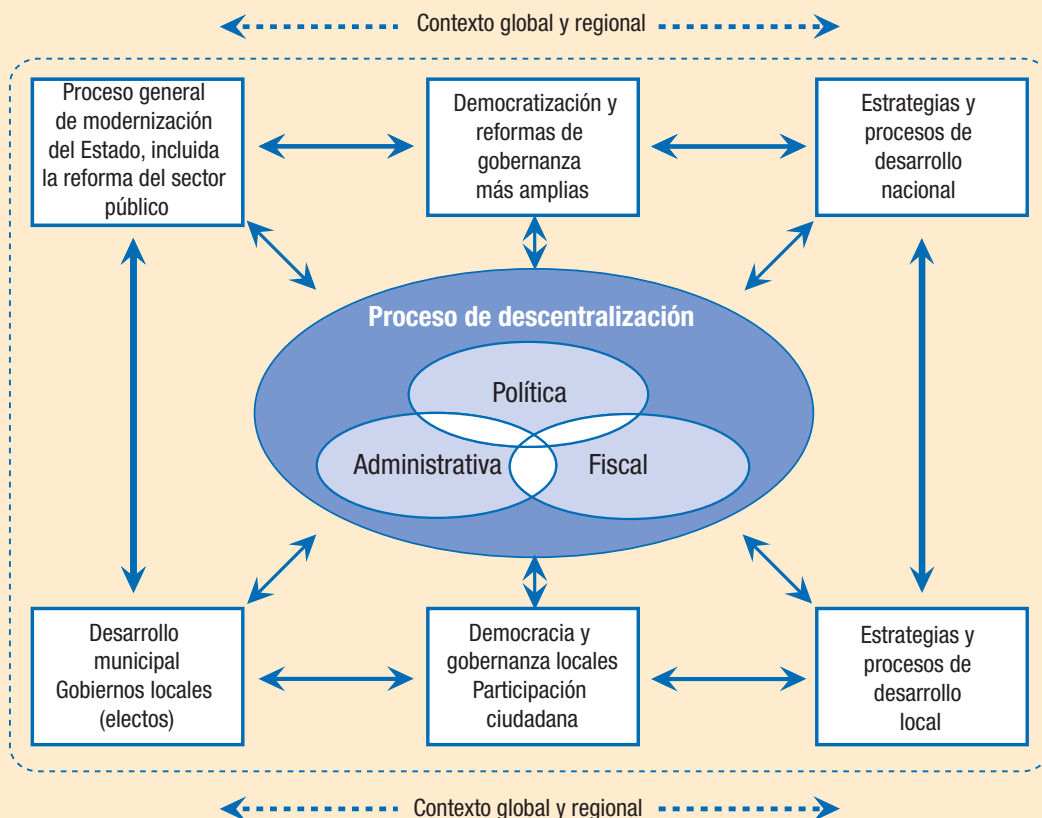 Contexto global y regional
Proceso general
de modernización
del Estado, incluida
la reforma del sector
público
Democratización y
reformas de
gobernanza
más amplias
Estrategias y
procesos de
desarrollo
nacional
Proceso de descentralización
Política
Administrativa
Fiscal
Desarrollo
municipal
Gobiernos locales
(electos)
Democracia y
gobernanza locales
Participación
ciudadana
Estrategias y
procesos de
desarrollo
local
Contexto global y regional